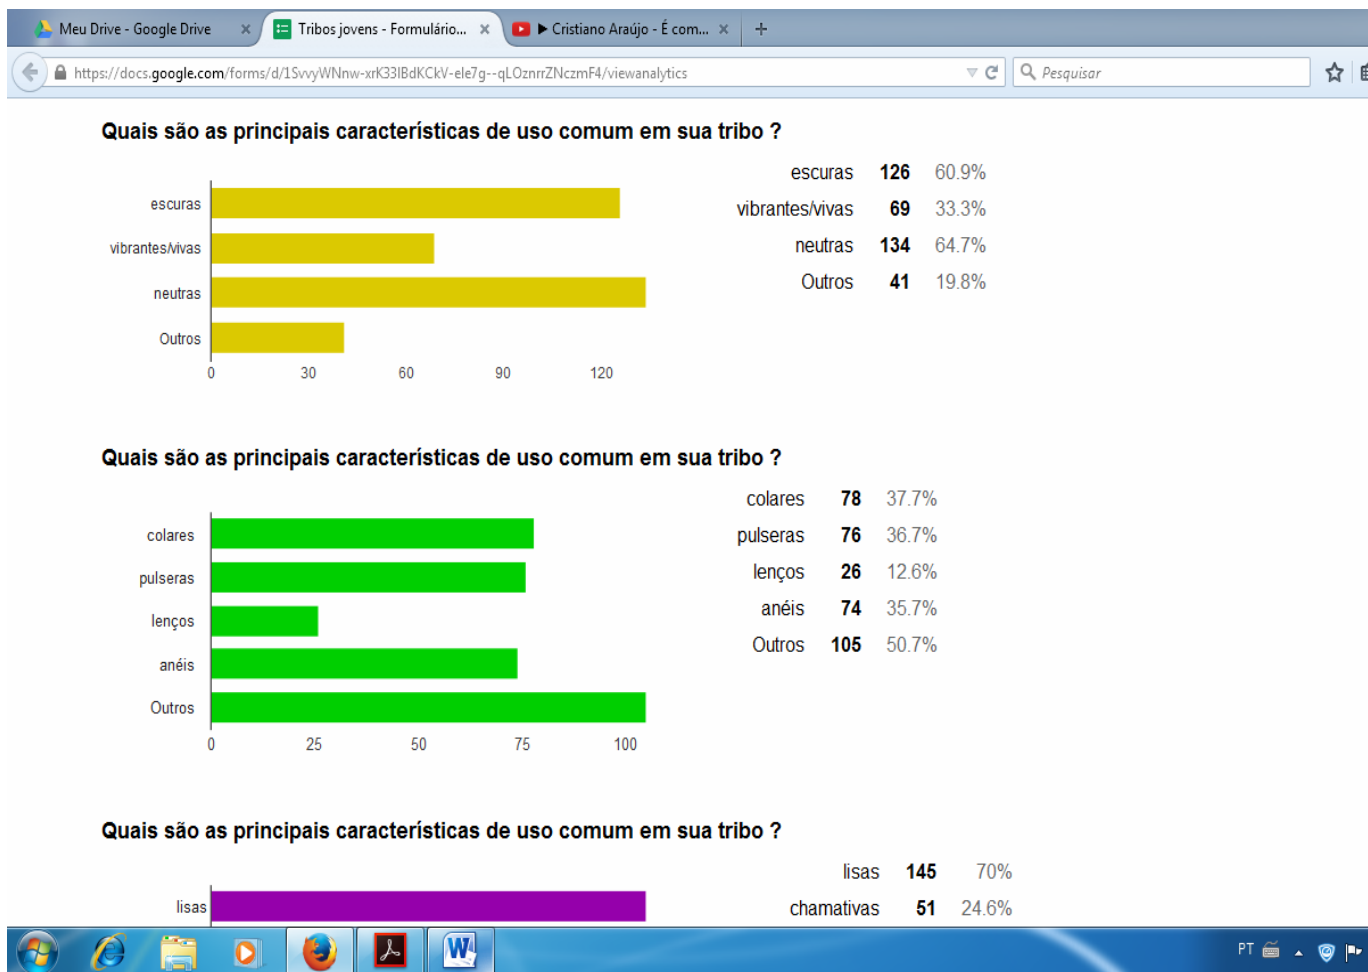 Meu Drive - Google Drive
Tribos jovens - Formulário...
Cristiano Araújo - É com...
https://docs.google.com/forms/d/1SvvyWNnw-xrK33IBdKCkV-ele7g--qLOznrrZNczmF4/viewanalytics
Pesquisar
Quais são as principais característicias de uso comum em sua tribo ?
escuras
vibrantes/vivas
neutras
Outros
0 30 60 90 120
escuras 126 60.9%
vibrantes/vivas 69 33.3%
neutras 134 64.7%
Outros 41 19.8%
Quais são as principais característicias de uso comum em sua tribo ?
colares
pulseras
lenços
anéis
Outros
0 25 50 75 100
colares 78 37.7%
pulseras 76 36.7%
lenços 26 12.6%
anéis 74 35.7%
Outros 105 50.7%
Quais são as principais característicias de uso comum em sua tribo ?
lisas
lisas 145 70%
chamativas 51 24.6%
PT